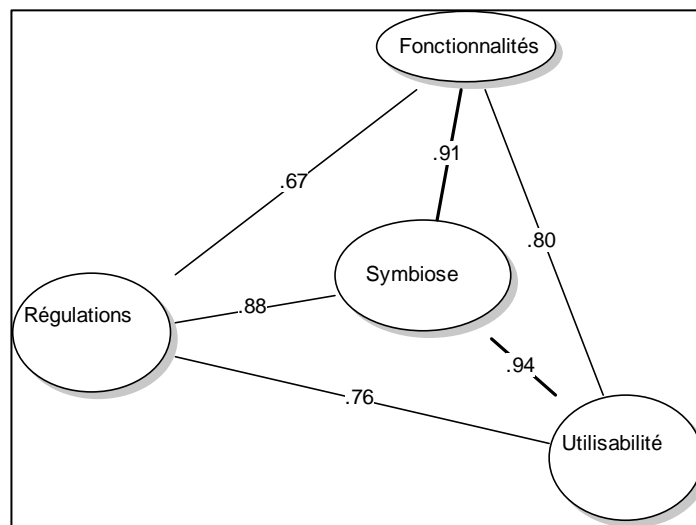 Fonctionnalités
.91
.67
.80
Symbiose
Régulations
.88
.94
.76
Utilisabilité